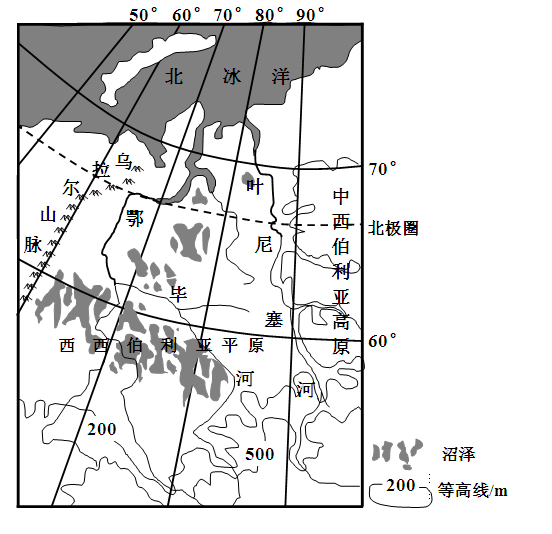 50° 60° 70° 80° 90°
北冰洋
70°
北极圈
60°
乌拉尔山脉
鄂毕河
叶尼塞河
中西伯利亚高原
西西伯利亚平原
200
500
沼泽
200 等高线/m